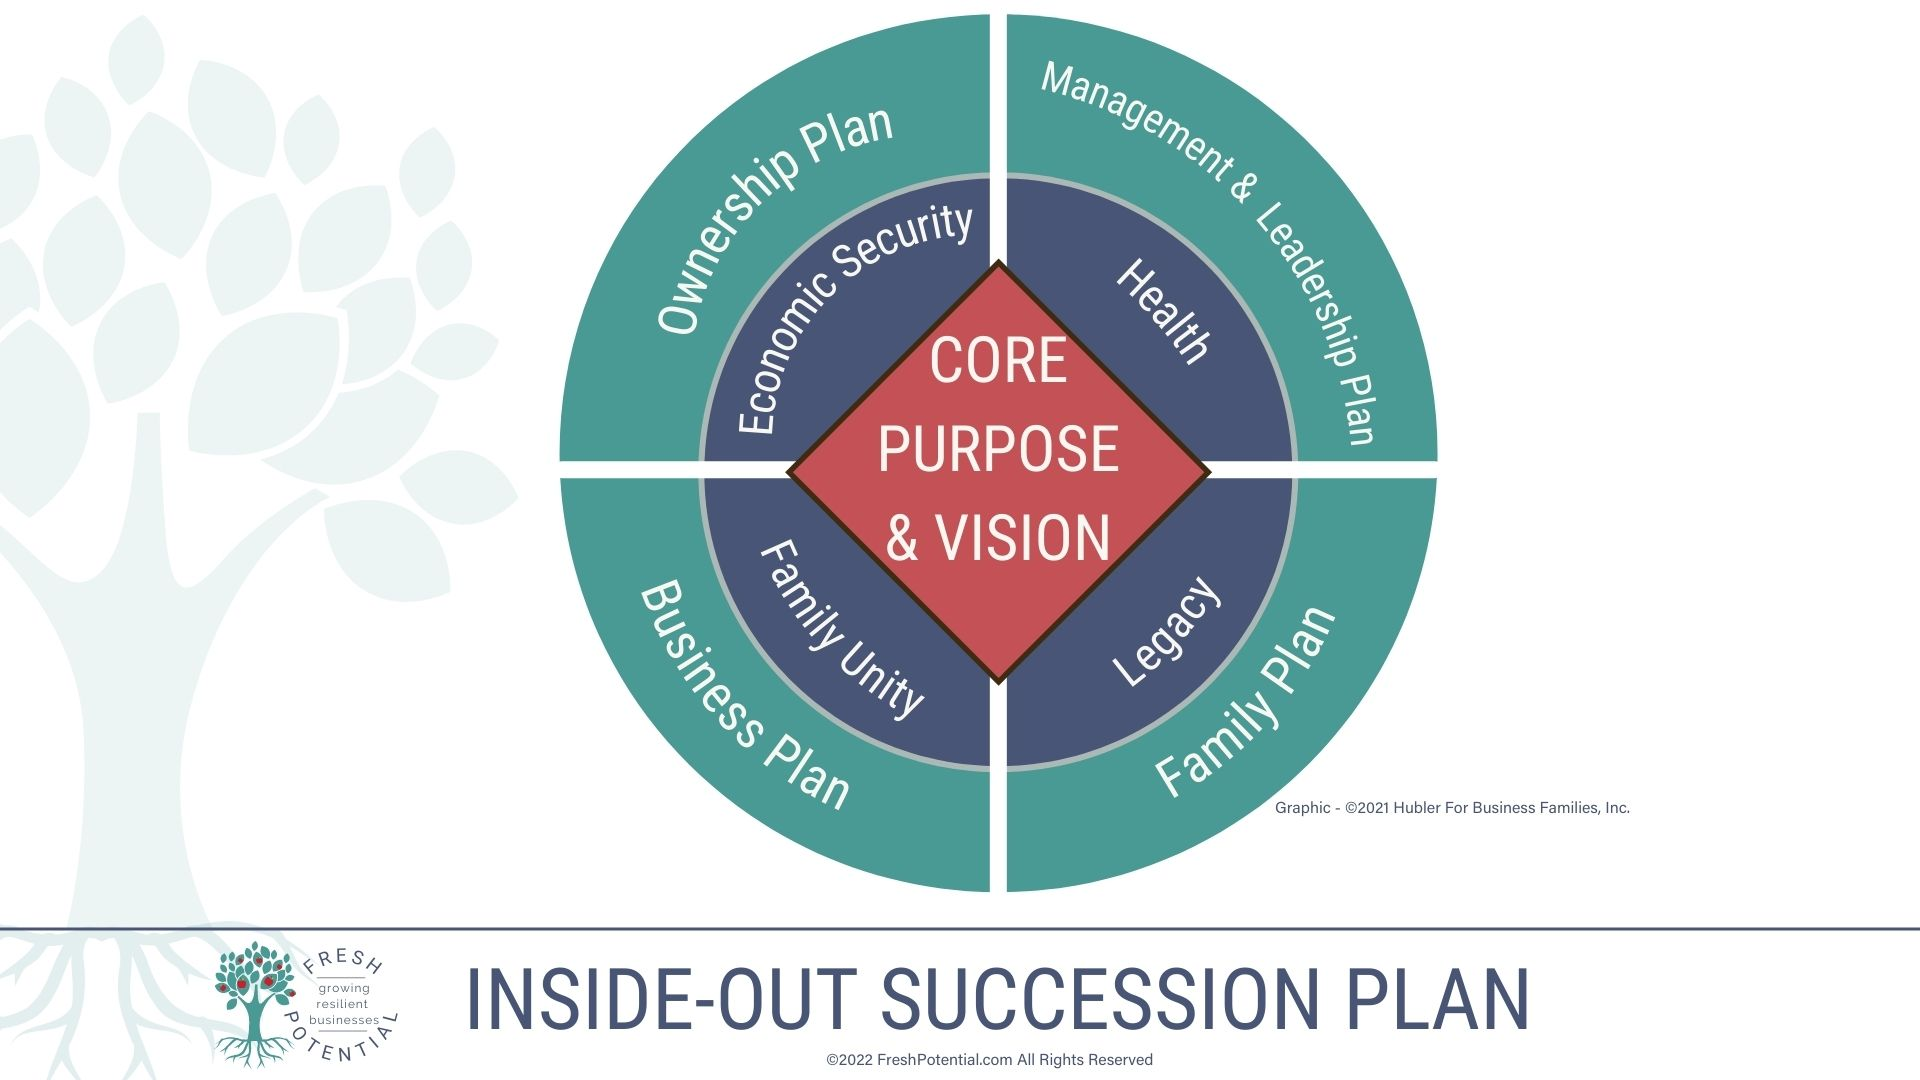 Ownership Plan
Management & Leadership Plan
Economic Security
Health
CORE
PURPOSE
& VISION
Family Unity
Legacy
Business Plan
Family Plan
Graphic - ©2021 Hubler For Business Families, Inc.
FRESH
growing
resilient
businesses
POTENTIAL
INSIDE-OUT SUCCESSION PLAN
©2022 FreshPotential.com All Rights Reserved